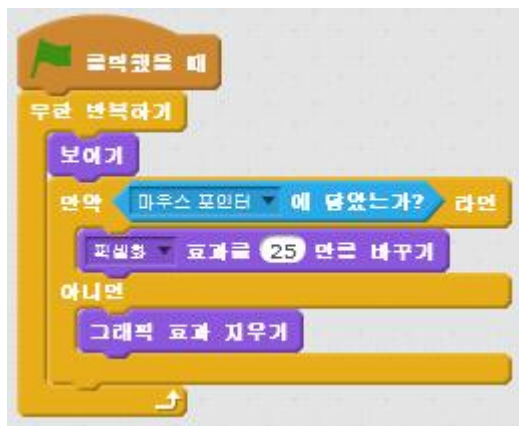 클릭했을 때
무한 반복하기
보이기
만약 마우스 포인터 에 닿았는가? 라면
픽셀화 효과를 25 만큼 바꾸기
아니면
그래픽 효과 지우기